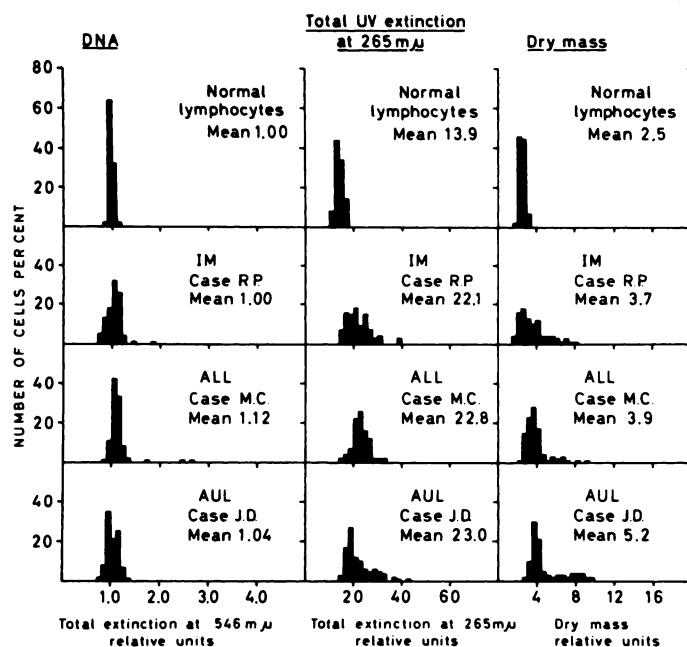 DNA
Total UV extinction
at 265 mμ
Dry mass
NUMBER OF CELLS PERCENT
80
60
40
20
Normal
lymphocytes
Mean 1.00
Normal
lymphocytes
Mean 13.9
Normal
lymphocytes
Mean 2.5
40
20
IM
Case R.P.
Mean 1.00
IM
Case R.P.
Mean 22.1
IM
Case R.P.
Mean 3.7
40
20
ALL
Case M.C.
Mean 1.12
ALL
Case M.C.
Mean 22.8
ALL
Case M.C.
Mean 3.9
40
20
AUL
Case J.D.
Mean 1.04
AUL
Case J.D.
Mean 23.0
AUL
Case J.D.
Mean 5.2
1.0 2.0 3.0 4.0
20 40 60
4 8 12 16
Total extinction at 546 mμ
relative units
Total extinction at 265mμ
relative units
Dry mass
relative units